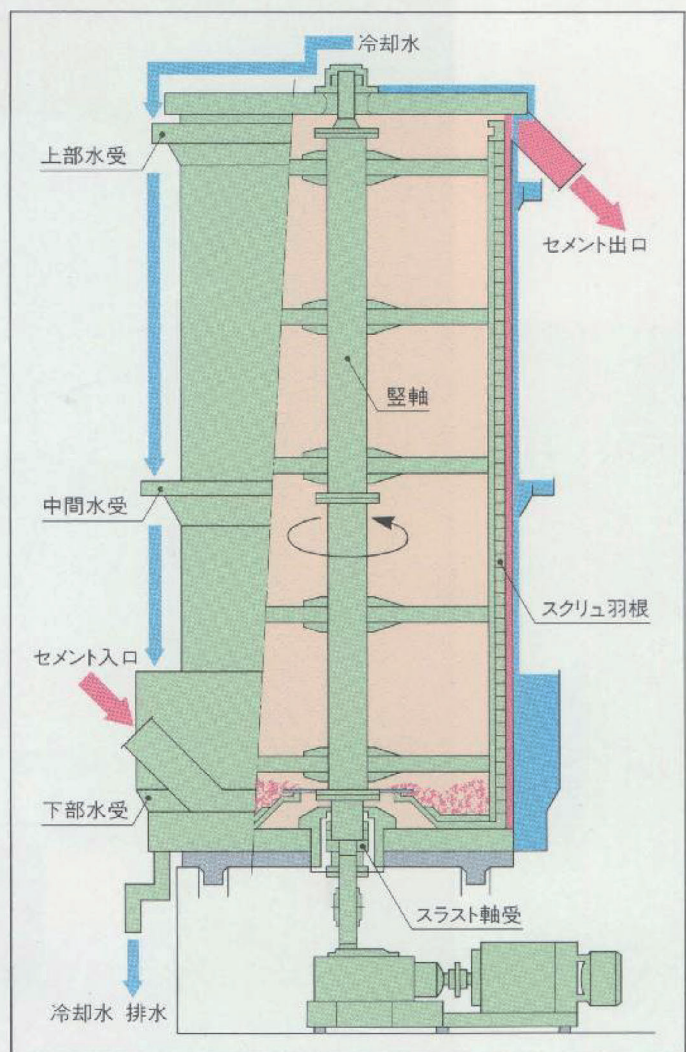 冷却水
上部水受
セメント出口
竪軸
中間水受
スクリュ羽根
セメント入口
下部水受
スラスト軸受
冷却水 排水